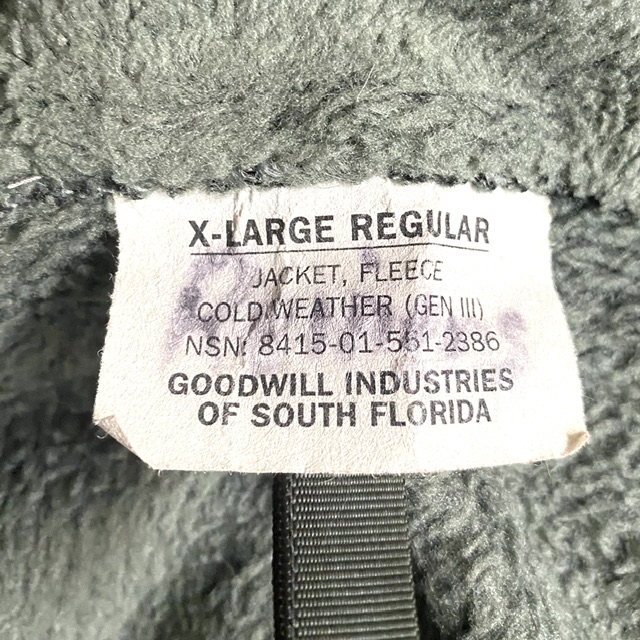 X-LARGE REGULAR
JACKET, FLEECE
COLD WEATHER (GEN III)
NSN: 8415-01-561-2386
GOODWILL INDUSTRIES
OF SOUTH FLORIDA